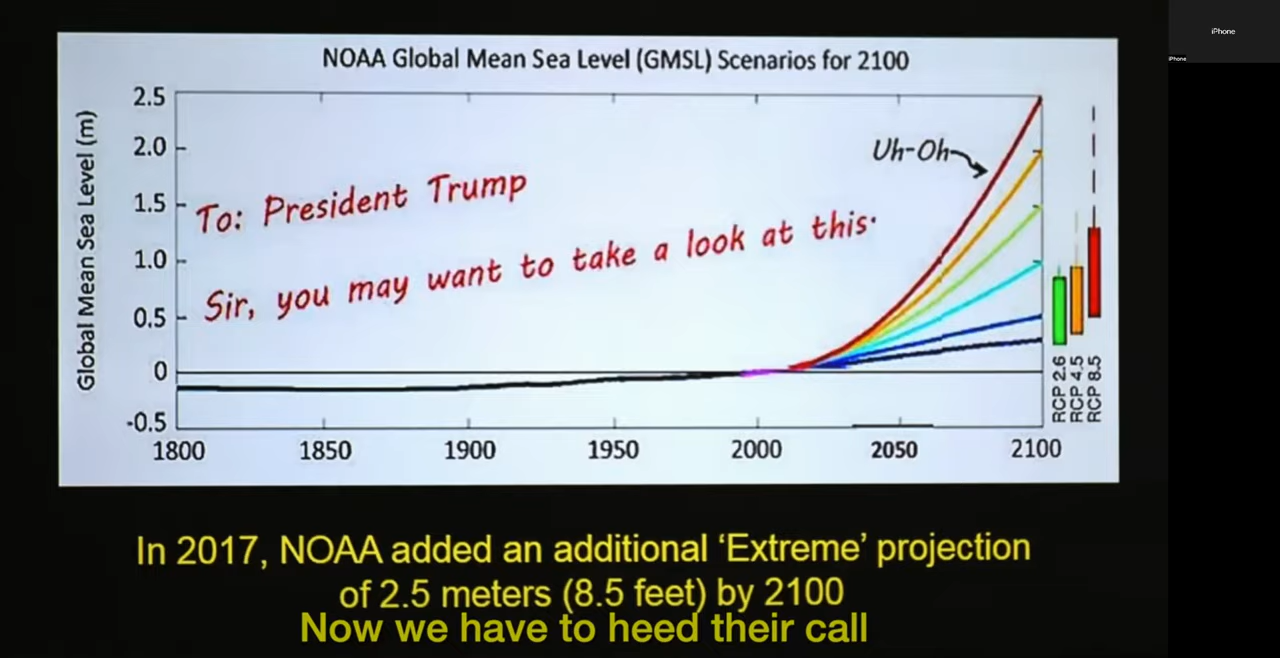 NOAA Global Mean Sea Level (GMSL) Scenarios for 2100
Global Mean Sea Level (m)
2.5
2.0
1.5
1.0
0.5
0
-0.5
1800 1850 1900 1950 2000 2050 2100
To: President Trump
Sir, you may want to take a look at this.
Uh-Oh
RCP 2.6
RCP 4.5
RCP 8.5
In 2017, NOAA added an additional ‘Extreme’ projection
of 2.5 meters (8.5 feet) by 2100
Now we have to heed their call
iPhone
iPhone